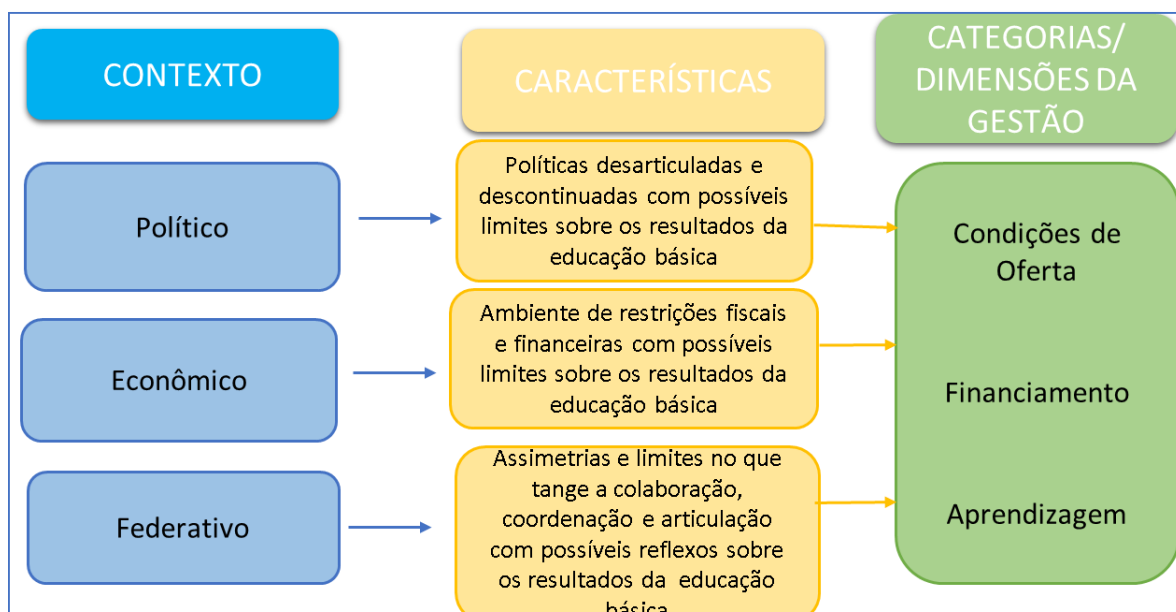 CONTEXTO
CARACTERÍSTICAS
CATEGORIAS/
DIMENSÕES DA
GESTÃO
Político
Políticas desarticuladas e
descontinuadas com possíveis
limites sobre os resultados da
educação básica
Condições de
Oferta
Econômico
Ambiente de restrições fiscais
e financeiras com possíveis
limites sobre os resultados da
educação básica
Financiamento
Federativo
Assimetrias e limites no que
tange a colaboração,
coordenação e articulação
com possíveis reflexos sobre
os resultados da educação
básica
Aprendizagem